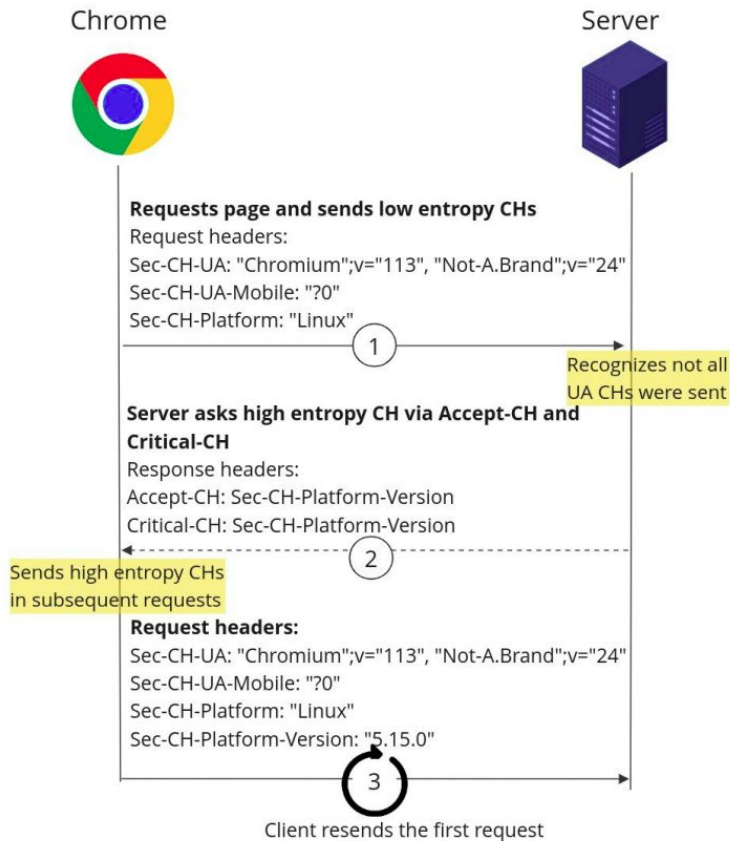 Chrome
Server
Requests page and sends low entropy CHs
Request headers:
Sec-CH-UA: "Chromium";v="113", "Not-A.Brand";v="24"
Sec-CH-UA-Mobile: "?0"
Sec-CH-Platform: "Linux"
1
Recognizes not all
UA CHs were sent
Server asks high entropy CH via Accept-CH and
Critical-CH
Response headers:
Accept-CH: Sec-CH-Platform-Version
Critical-CH: Sec-CH-Platform-Version
2
Sends high entropy CHs
in subsequent requests
Request headers:
Sec-CH-UA: "Chromium";v="113", "Not-A.Brand";v="24"
Sec-CH-UA-Mobile: "?0"
Sec-CH-Platform: "Linux"
Sec-CH-Platform-Version: "5.15.0"
3
Client resends the first request